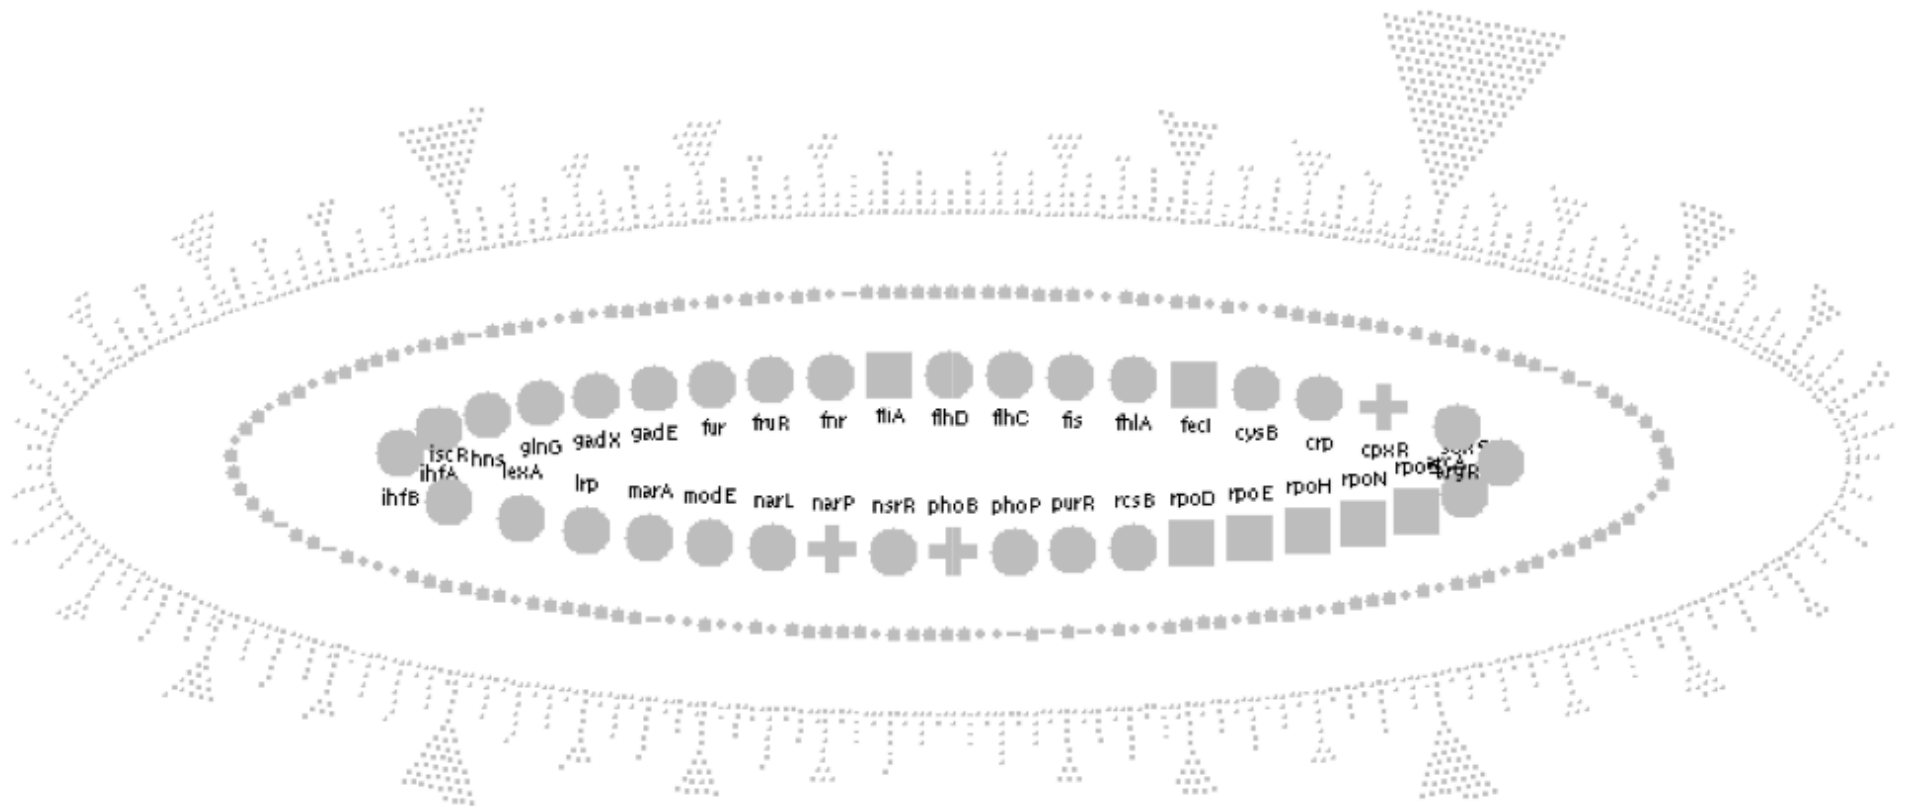 iscR
hns
glnG
gadX
gadE
fur
fruR
fnr
fliA
flhD
flhC
fis
fhlA
fecI
cysB
crp
cpxR
ihfA
ihfB
lexA
lrp
marA
modE
narL
narP
nsrR
phoB
phoP
purR
rcsB
rpoD
rpoE
rpoH
rpoN